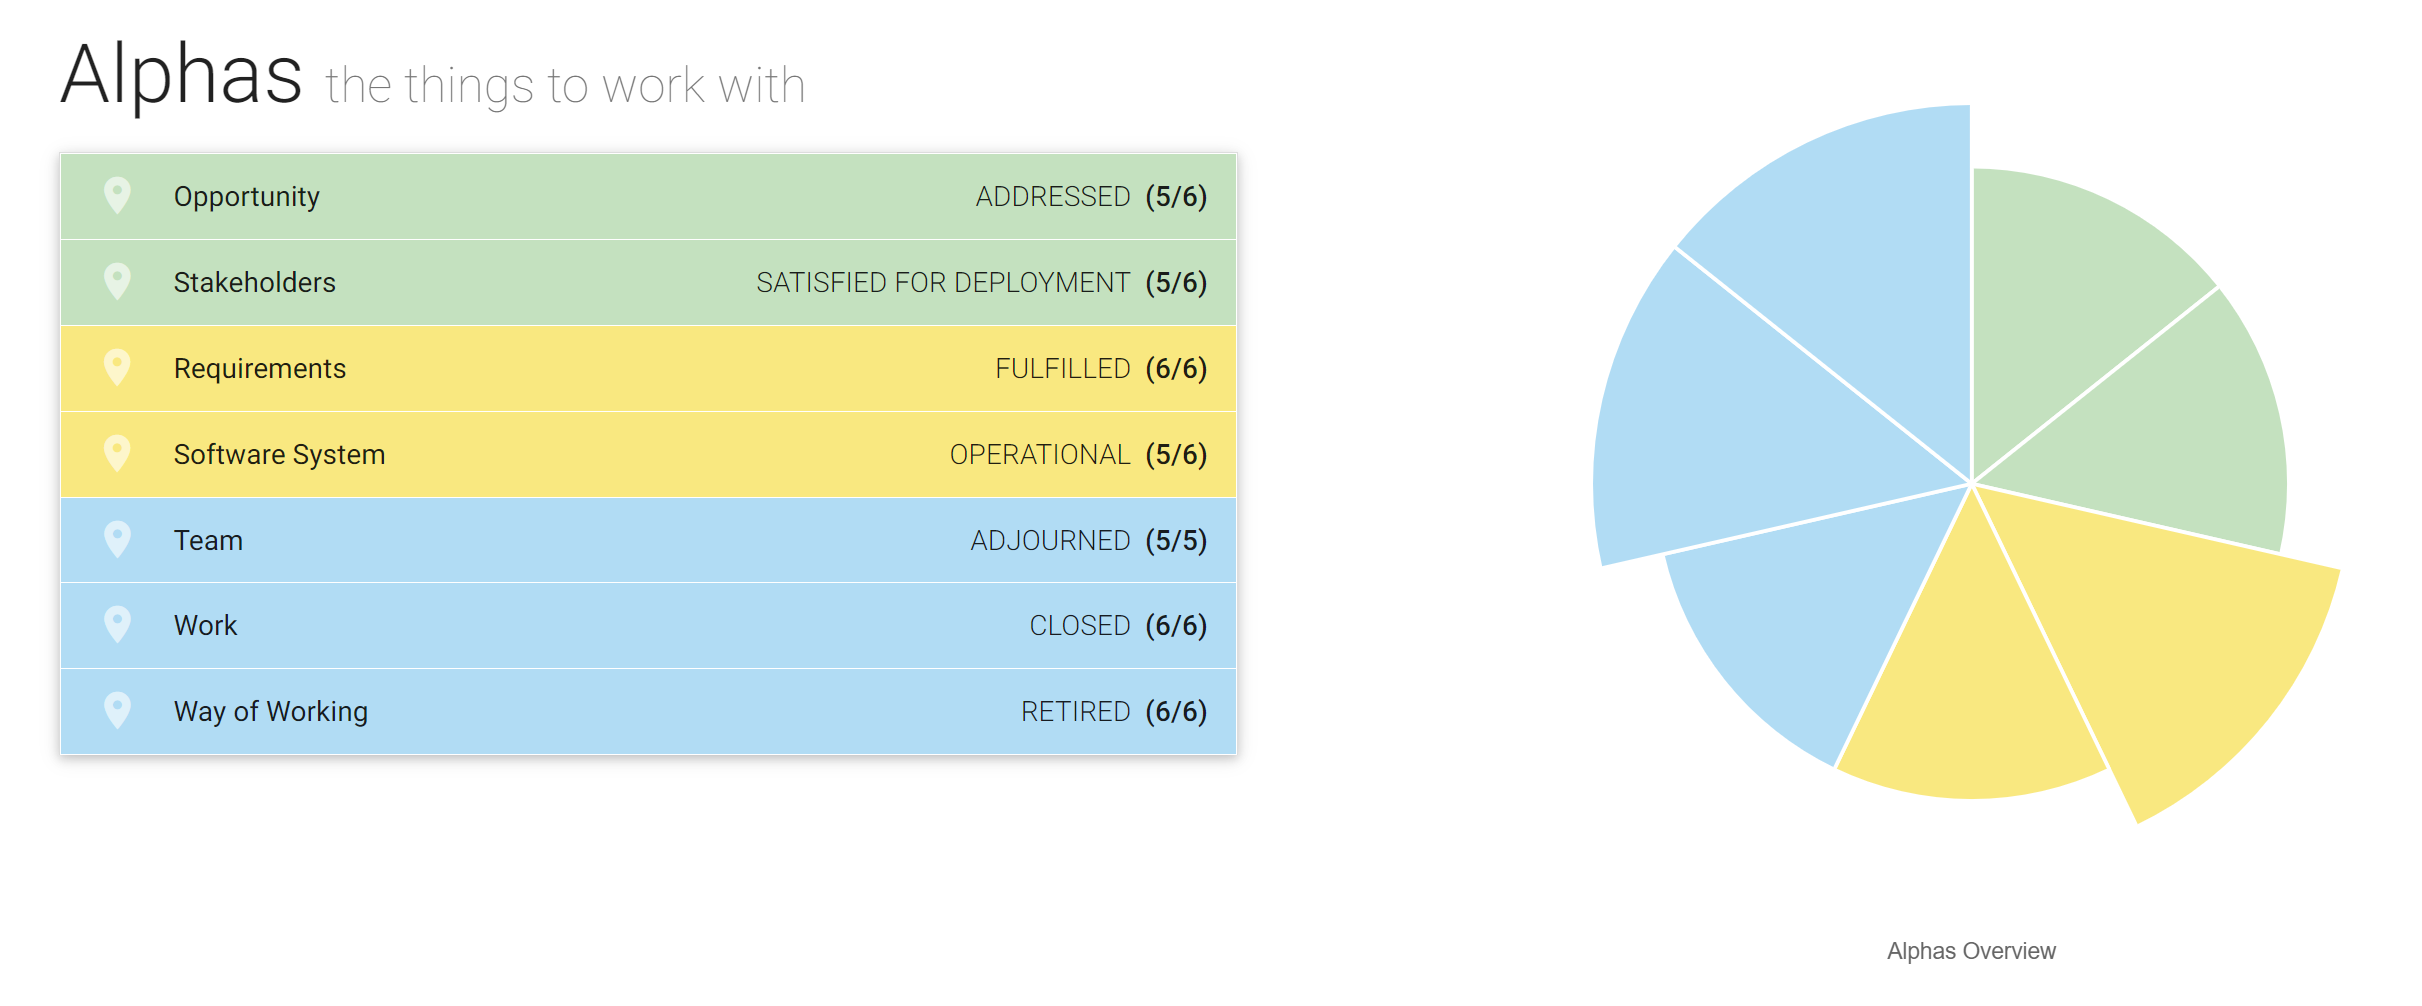 Alphas the things to work with
Opportunity ADDRESSED (5/6)
Stakeholders SATISFIED FOR DEPLOYMENT (5/6)
Requirements FULFILLED (6/6)
Software System OPERATIONAL (5/6)
Team ADJOURNED (5/5)
Work CLOSED (6/6)
Way of Working RETIRED (6/6)
Alphas Overview